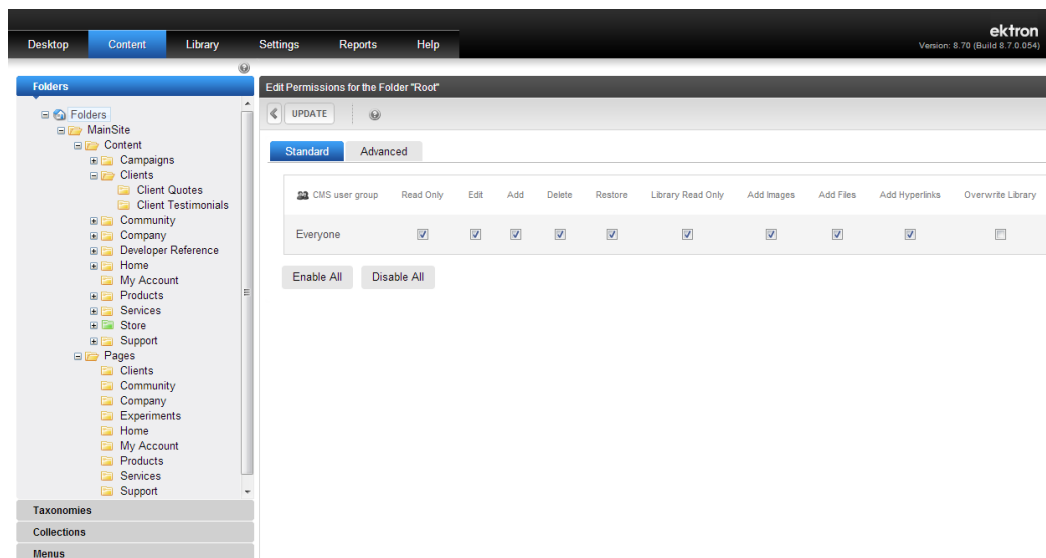 ektron
Desktop Content Library Settings Reports Help
Version: 8.70 (Build 8.7.0.054)
Folders
Folders
MainSite
Content
Campaigns
Clients
Client Quotes
Client Testimonials
Community
Company
Developer Reference
Home
My Account
Products
Services
Store
Support
Pages
Clients
Community
Company
Experiments
Home
My Account
Products
Services
Support
Taxonomies
Collections
Menus
Edit Permissions for the Folder "Root"
UPDATE
Standard Advanced
CMS user group Read Only Edit Add Delete Restore Library Read Only Add Images Add Files Add Hyperlinks Overwrite Library
Everyone
Enable All Disable All